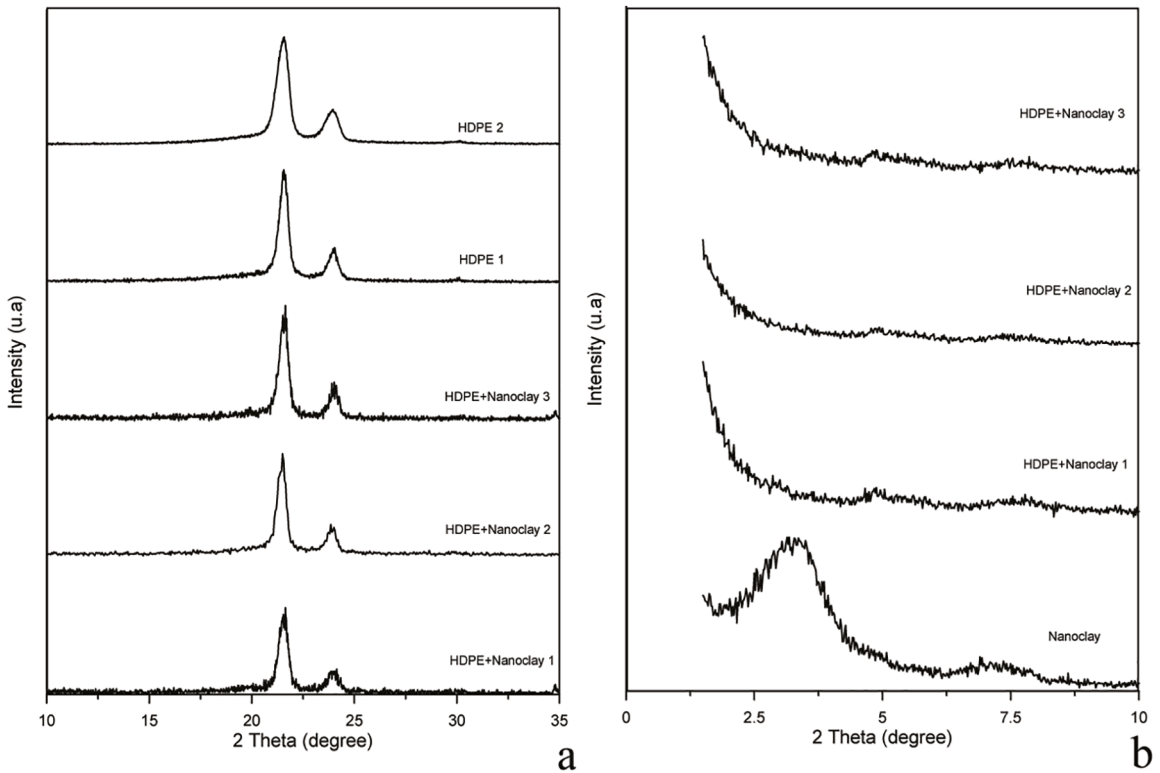 HDPE 2
HDPE 1
HDPE+Nanoclay 3
HDPE+Nanoclay 2
HDPE+Nanoclay 1
Intensity (u.a)
10 15 20 25 30 35
2 Theta (degree)
a
HDPE+Nanoclay 3
HDPE+Nanoclay 2
HDPE+Nanoclay 1
Nanoclay
Intensity (u.a)
0 2.5 5 7.5 10
2 Theta (degree)
b